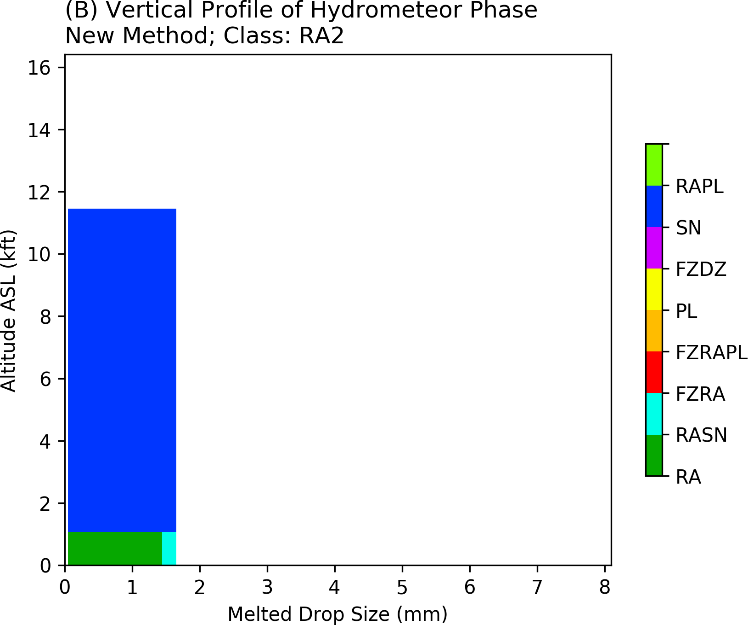 (B) Vertical Profile of Hydrometeor Phase
New Method; Class: RA2
Altitude ASL (kft)
16
14
12
10
8
6
4
2
0
0 1 2 3 4 5 6 7 8
Melted Drop Size (mm)
RAPL
SN
FZDZ
PL
FZRAPL
FZRA
RASN
RA